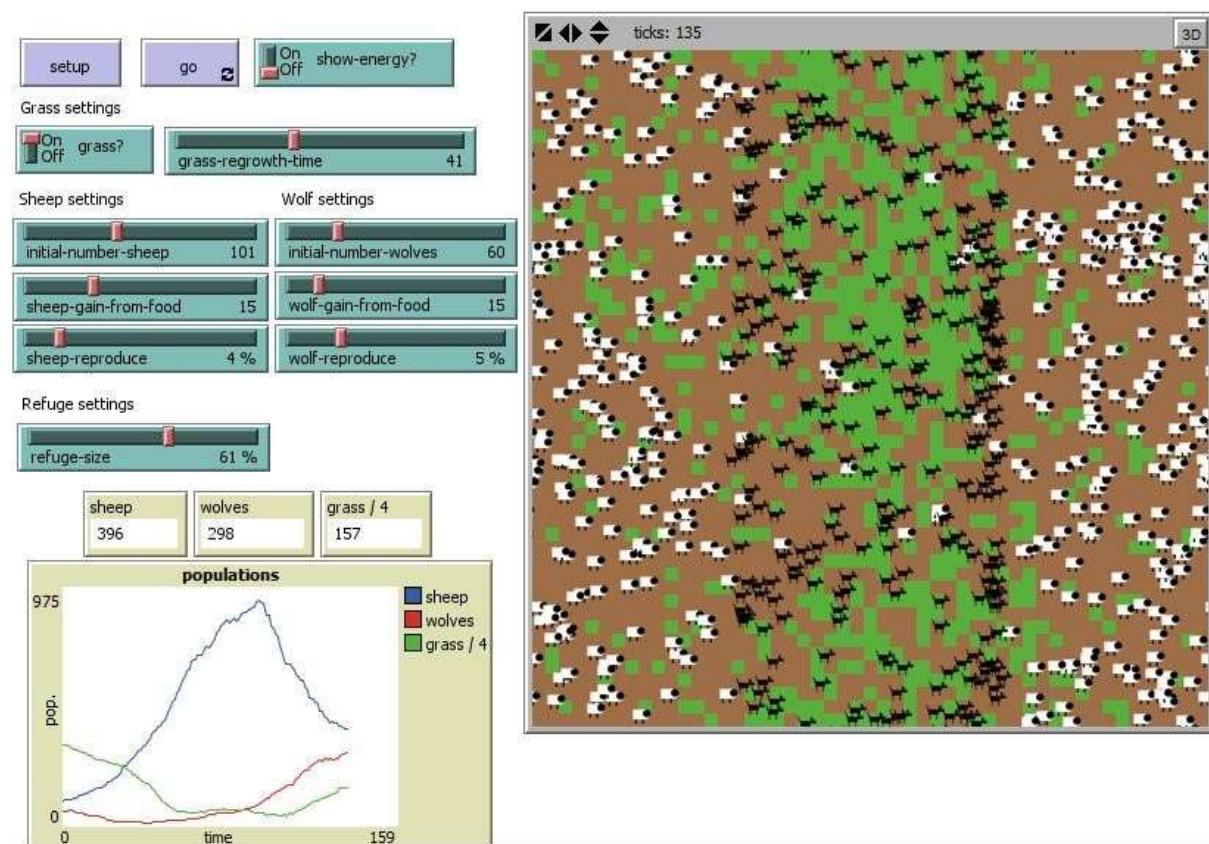 setup
go
On
Off
show-energy?
ticks: 135
3D
Grass settings
On
Off
grass?
grass-regrowth-time 41
Sheep settings
Wolf settings
initial-number-sheep 101
initial-number-wolves 60
sheep-gain-from-food 15
wolf-gain-from-food 15
sheep-reproduce 4 %
wolf-reproduce 5 %
Refuge settings
refuge-size 61 %
sheep
396
wolves
298
grass / 4
157
populations
975
pop.
0
0
time
159
sheep
wolves
grass / 4